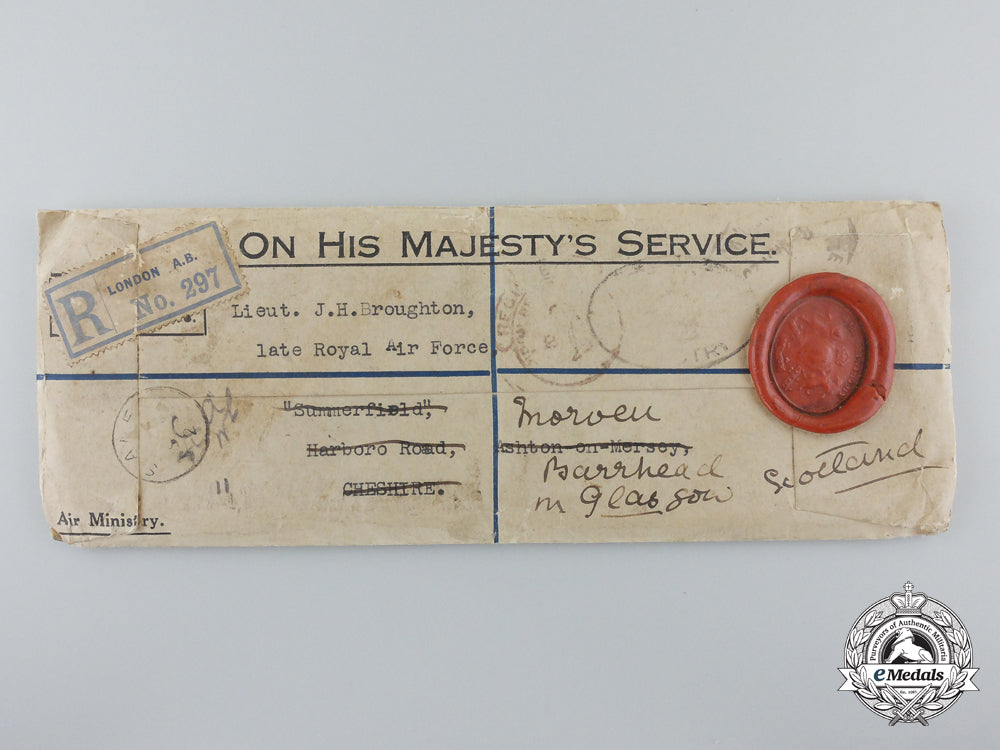 ON HIS MAJESTY'S SERVICE.
R
LONDON A.B.
No. 297
Lieut. J.H.Broughton,
late Royal Air Force,
"Summerfield",
Morven
Harboro Road,
Ashton-on-Mersey,
Barrhead
CHESHIRE.
Glasgow
Scotland
Air Ministry.
Purveyors of Authentic Militaria
eMedals